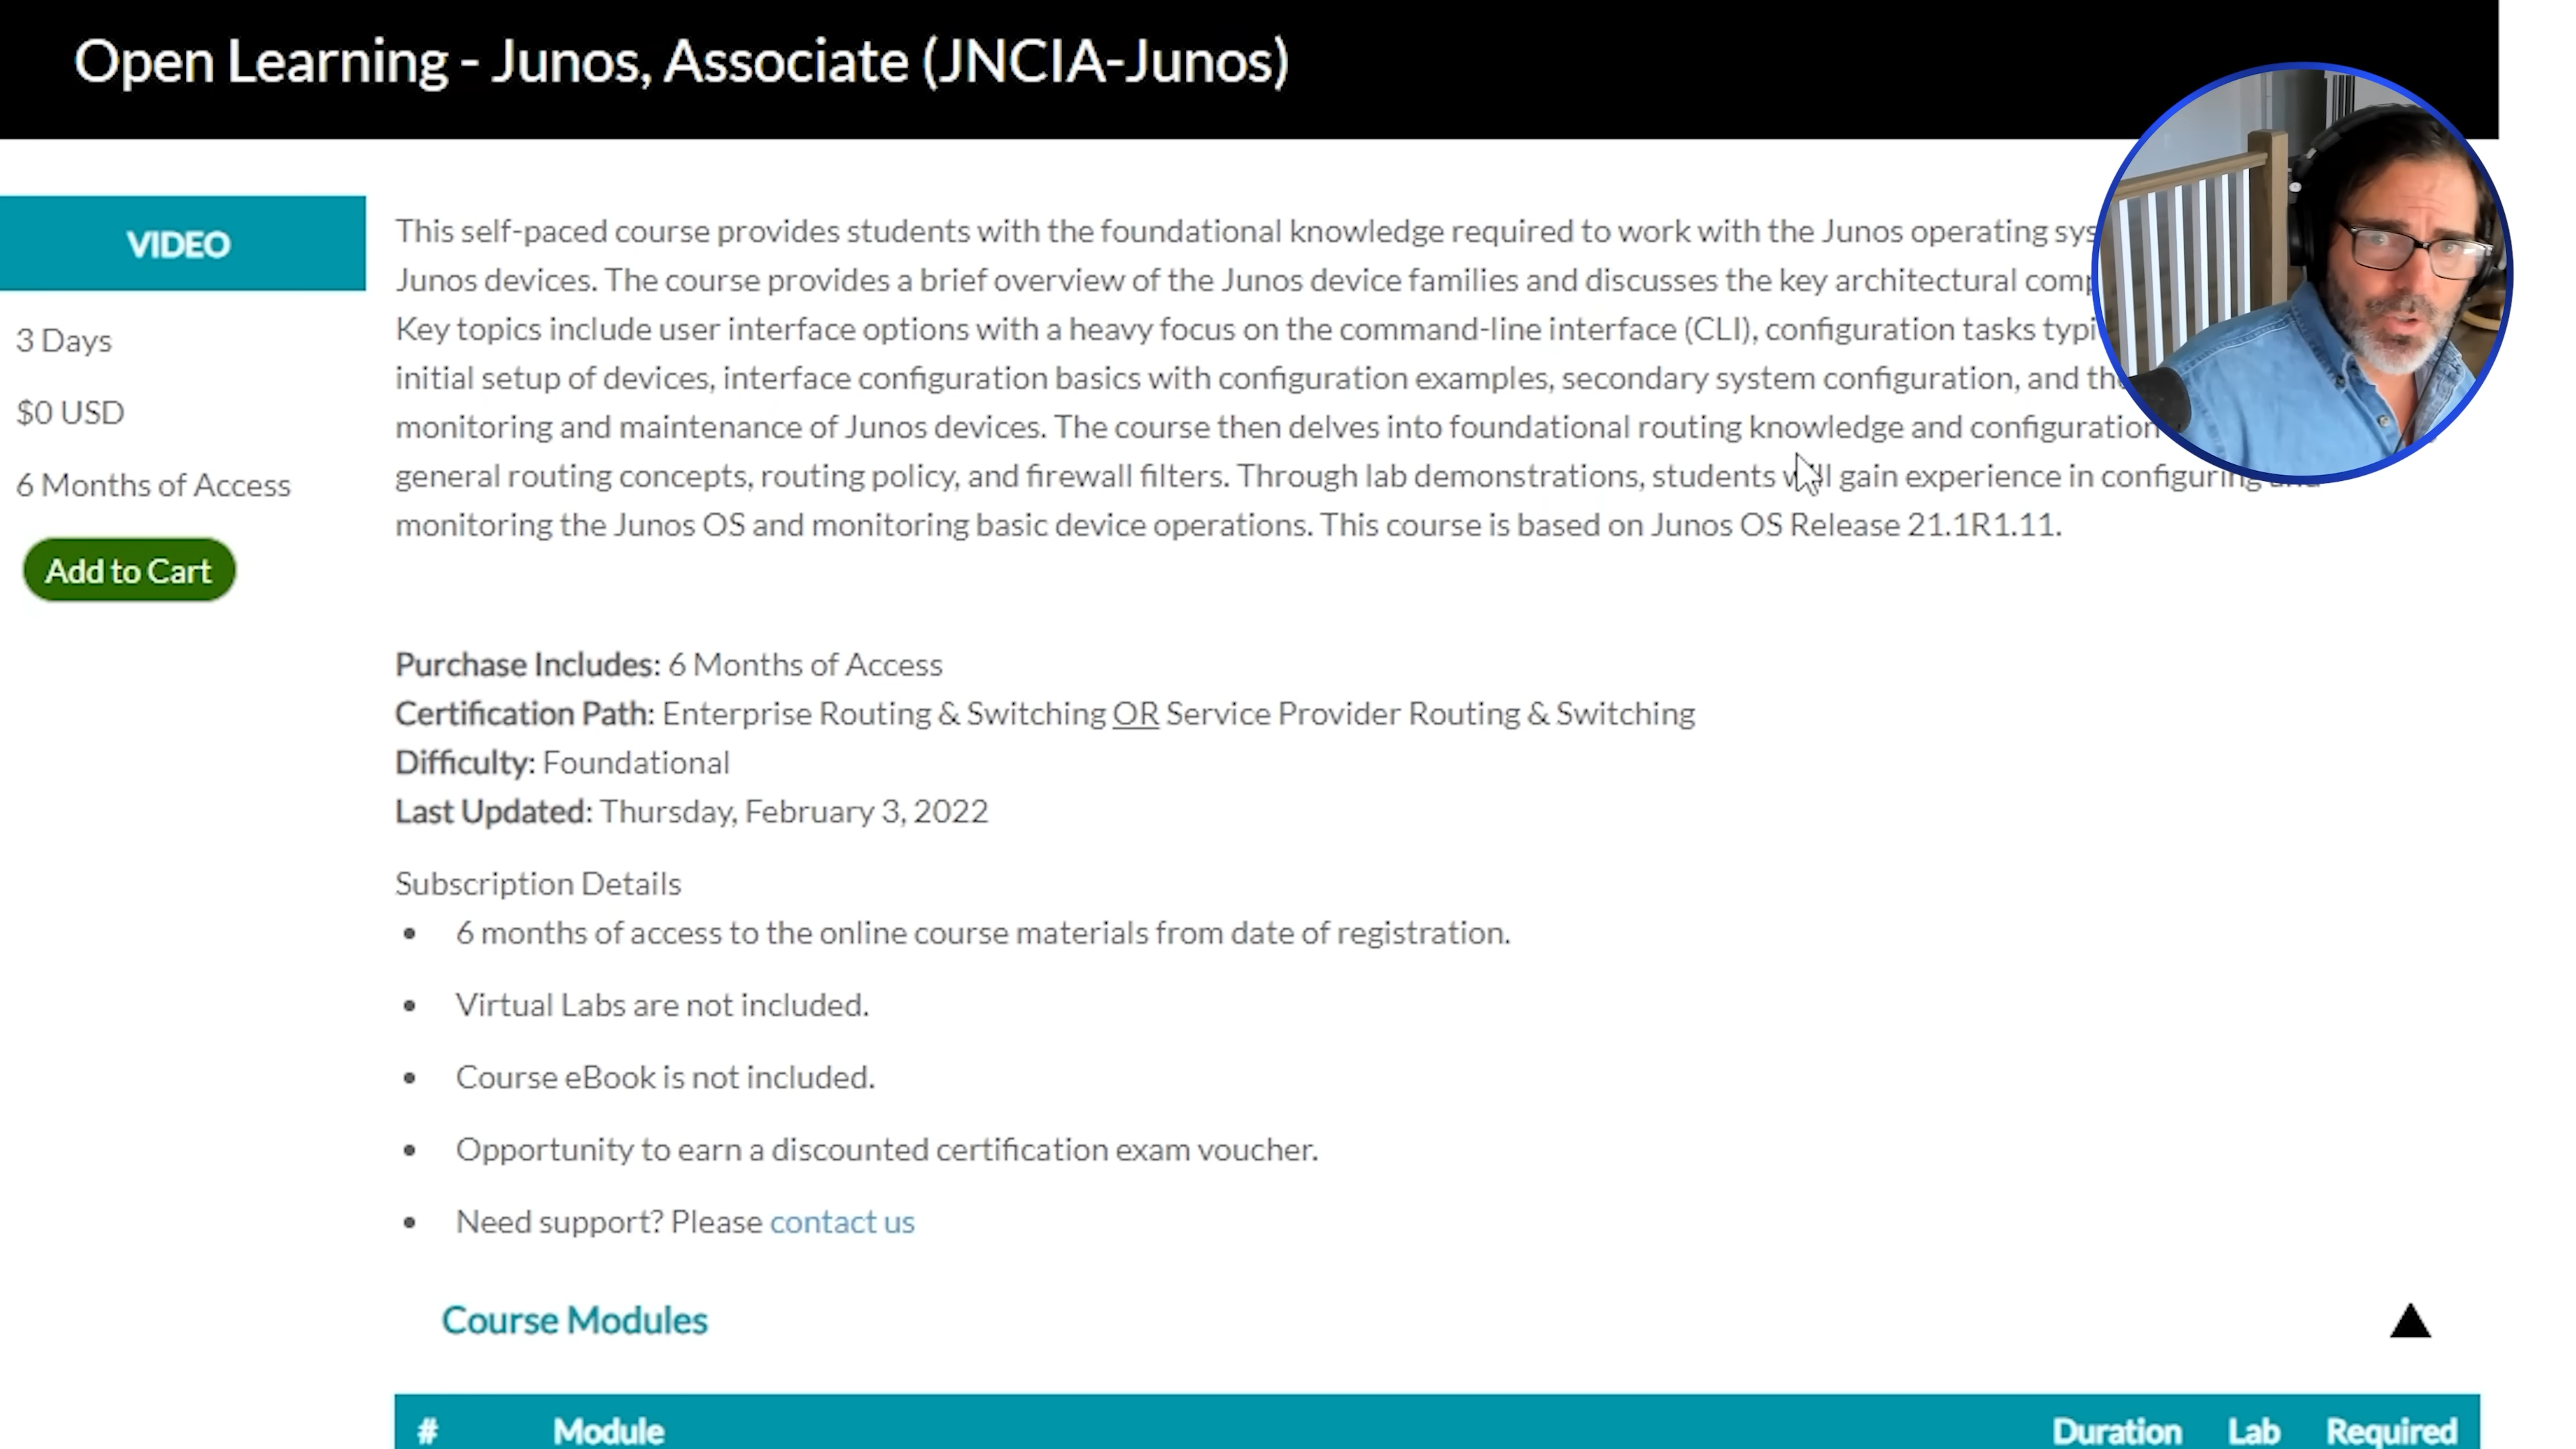 Open Learning - Junos, Associate (JNCIA-Junos)
VIDEO
3 Days
$0 USD
6 Months of Access
Add to Cart
This self-paced course provides students with the foundational knowledge required to work with the Junos operating
Junos devices. The course provides a brief overview of the Junos device families and discusses the key architectural
Key topics include user interface options with a heavy focus on the command-line interface (CLI), configuration tasks
initial setup of devices, interface configuration basics with configuration examples, secondary system configuration, and
monitoring and maintenance of Junos devices. The course then delves into foundational routing knowledge and configuration
general routing concepts, routing policy, and firewall filters. Through lab demonstrations, students will gain experience in configuring and
monitoring the Junos OS and monitoring basic device operations. This course is based on Junos OS Release 21.1R1.11.
Purchase Includes: 6 Months of Access
Certification Path: Enterprise Routing & Switching OR Service Provider Routing & Switching
Difficulty: Foundational
Last Updated: Thursday, February 3, 2022
Subscription Details
• 6 months of access to the online course materials from date of registration.
• Virtual Labs are not included.
• Course eBook is not included.
• Opportunity to earn a discounted certification exam voucher.
• Need support? Please contact us
Course Modules
# Module Duration Lab Required